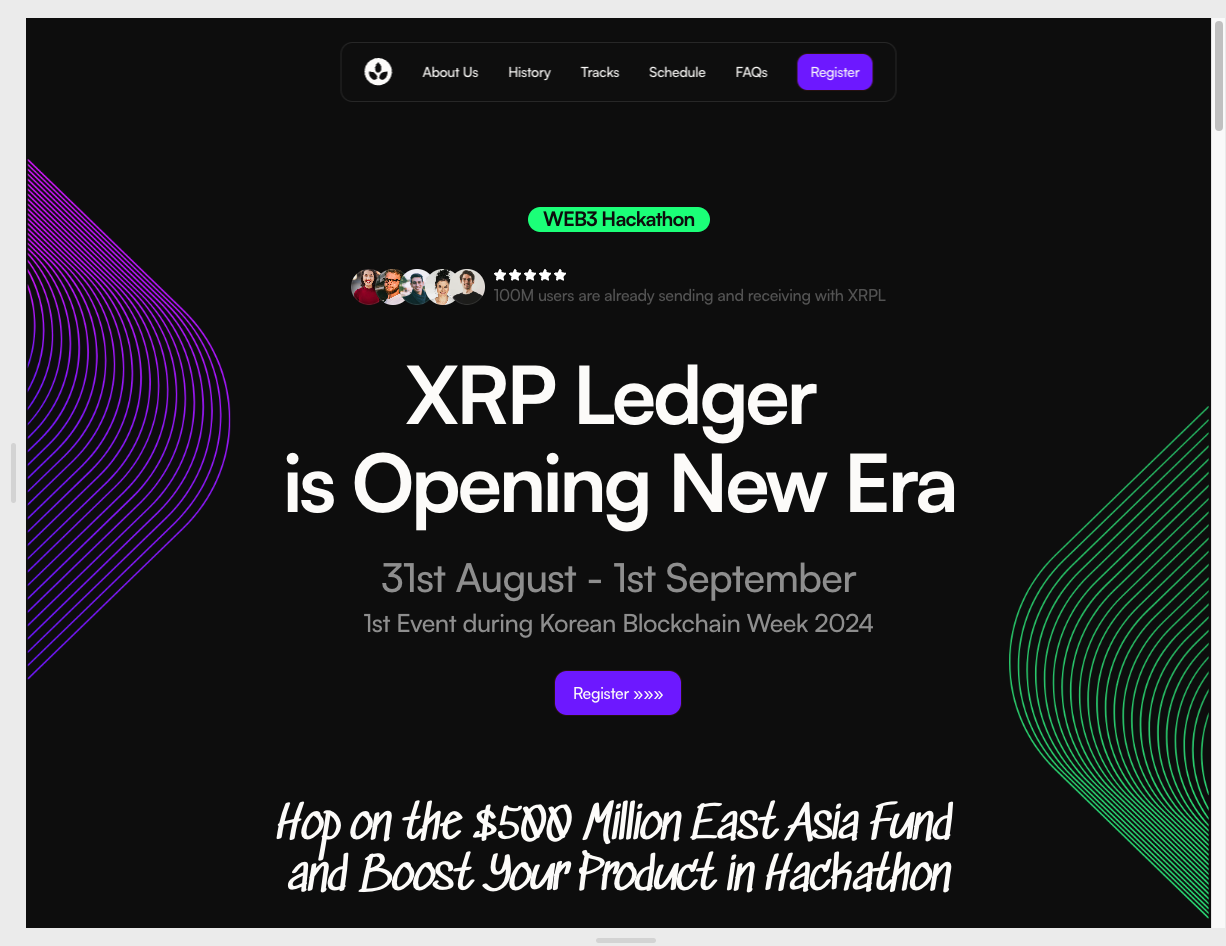 About Us History Tracks Schedule FAQs Register
WEB3 Hackathon
100M users are already sending and receiving with XRPL
XRP Ledger
is Opening New Era
31st August - 1st September
1st Event during Korean Blockchain Week 2024
Register »»»
Hop on the $500 Million East Asia Fund
and Boost Your Product in Hackathon